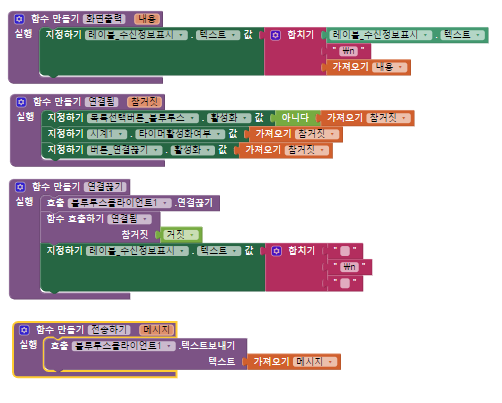 함수 만들기 화면출력 내용
실행 지정하기 레이블_수신정보표시 . 텍스트 값 합치기 레이블_수신정보표시 . 텍스트
" ₩n "
가져오기 내용
함수 만들기 연결됨 참거짓
실행 지정하기 목록선택버튼_블루투스 . 활성화 값 아니다 가져오기 참거짓
지정하기 시계1 . 타이머활성화여부 값 가져오기 참거짓
지정하기 버튼_연결끊기 . 활성화 값 가져오기 참거짓
함수 만들기 연결끊기
실행 호출 블루투스클라이언트1 .연결끊기
함수 호출하기 연결됨
참거짓 거짓
지정하기 레이블_수신정보표시 . 텍스트 값 합치기 " "
" ₩n "
" "
함수 만들기 전송하기 메시지
실행 호출 블루투스클라이언트1 .텍스트보내기
텍스트 가져오기 메시지